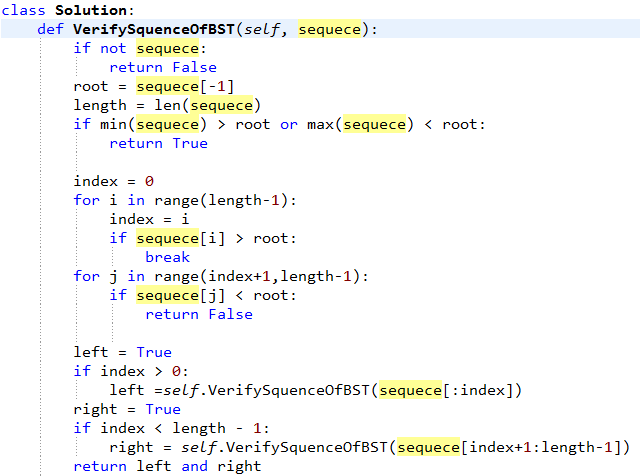 class Solution:
    def VerifySquenceOfBST(self, sequece):
        if not sequece:
            return False
        root = sequece[-1]
        length = len(sequece)
        if min(sequece) > root or max(sequece) < root:
            return True
        index = 0
        for i in range(length-1):
            index = i
            if sequece[i] > root:
                break
        for j in range(index+1,length-1):
            if sequece[j] < root:
                return False
        left = True
        if index > 0:
            left =self.VerifySquenceOfBST(sequece[:index])
        right = True
        if index < length - 1:
            right = self.VerifySquenceOfBST(sequece[index+1:length-1])
        return left and right